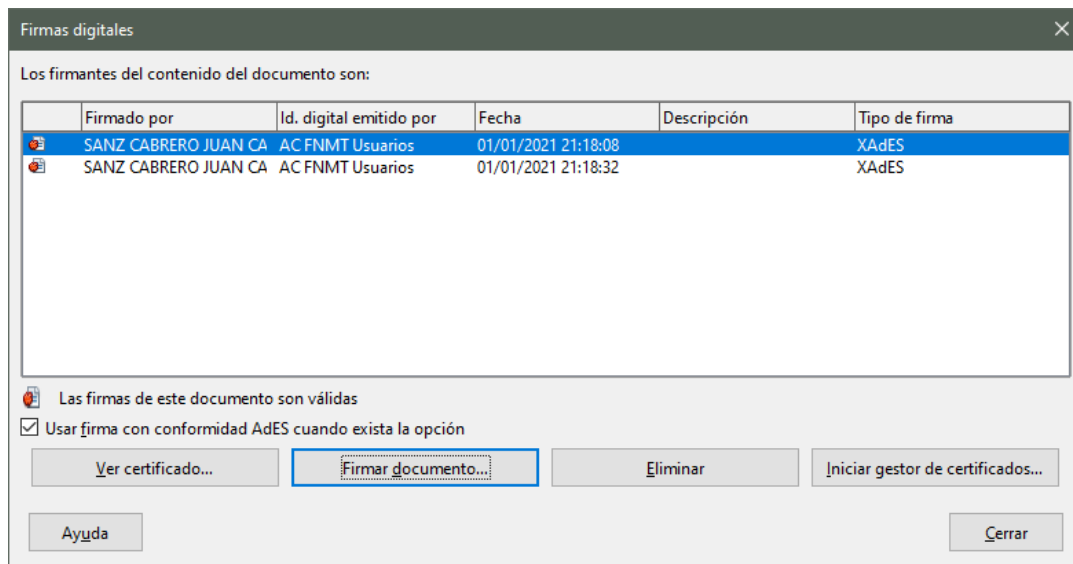 Firmas digitales
Los firmantes del contenido del documento son:
Firmado por Id. digital emitido por Fecha Descripción Tipo de firma
SANZ CABRERO JUAN CA AC FNMT Usuarios 01/01/2021 21:18:08 XAdES
SANZ CABRERO JUAN CA AC FNMT Usuarios 01/01/2021 21:18:32 XAdES
Las firmas de este documento son válidas
Usar firma con conformidad AdES cuando exista la opción
Ver certificado... Firmar documento... Eliminar Iniciar gestor de certificados...
Ayuda Cerrar